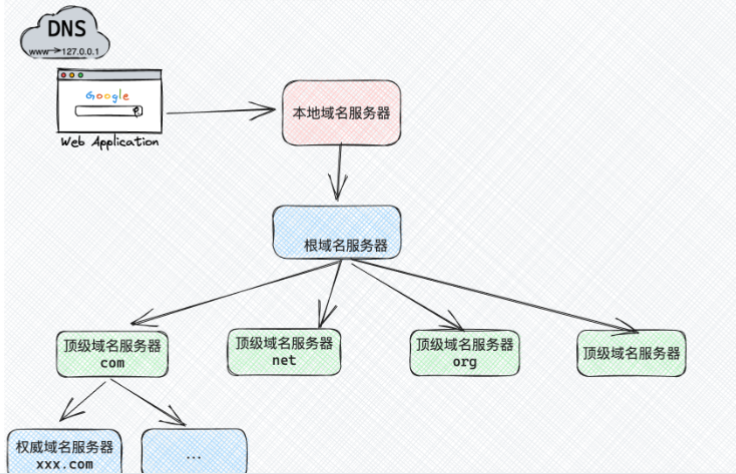 DNS
www→127.0.0.1
Google
Web Application
本地域名服务器
根域名服务器
顶级域名服务器
com
顶级域名服务器
net
顶级域名服务器
org
顶级域名服务器
权威域名服务器
xxx.com
...